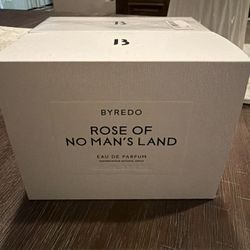 13
BYREDO
ROSE OF
NO MAN'S LAND
EAU DE PARFUM